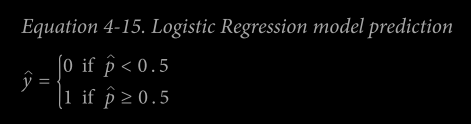 Equation 4-15. Logistic Regression model prediction
ŷ = {0 if p̂ < 0.5
1 if p̂ ≥ 0.5